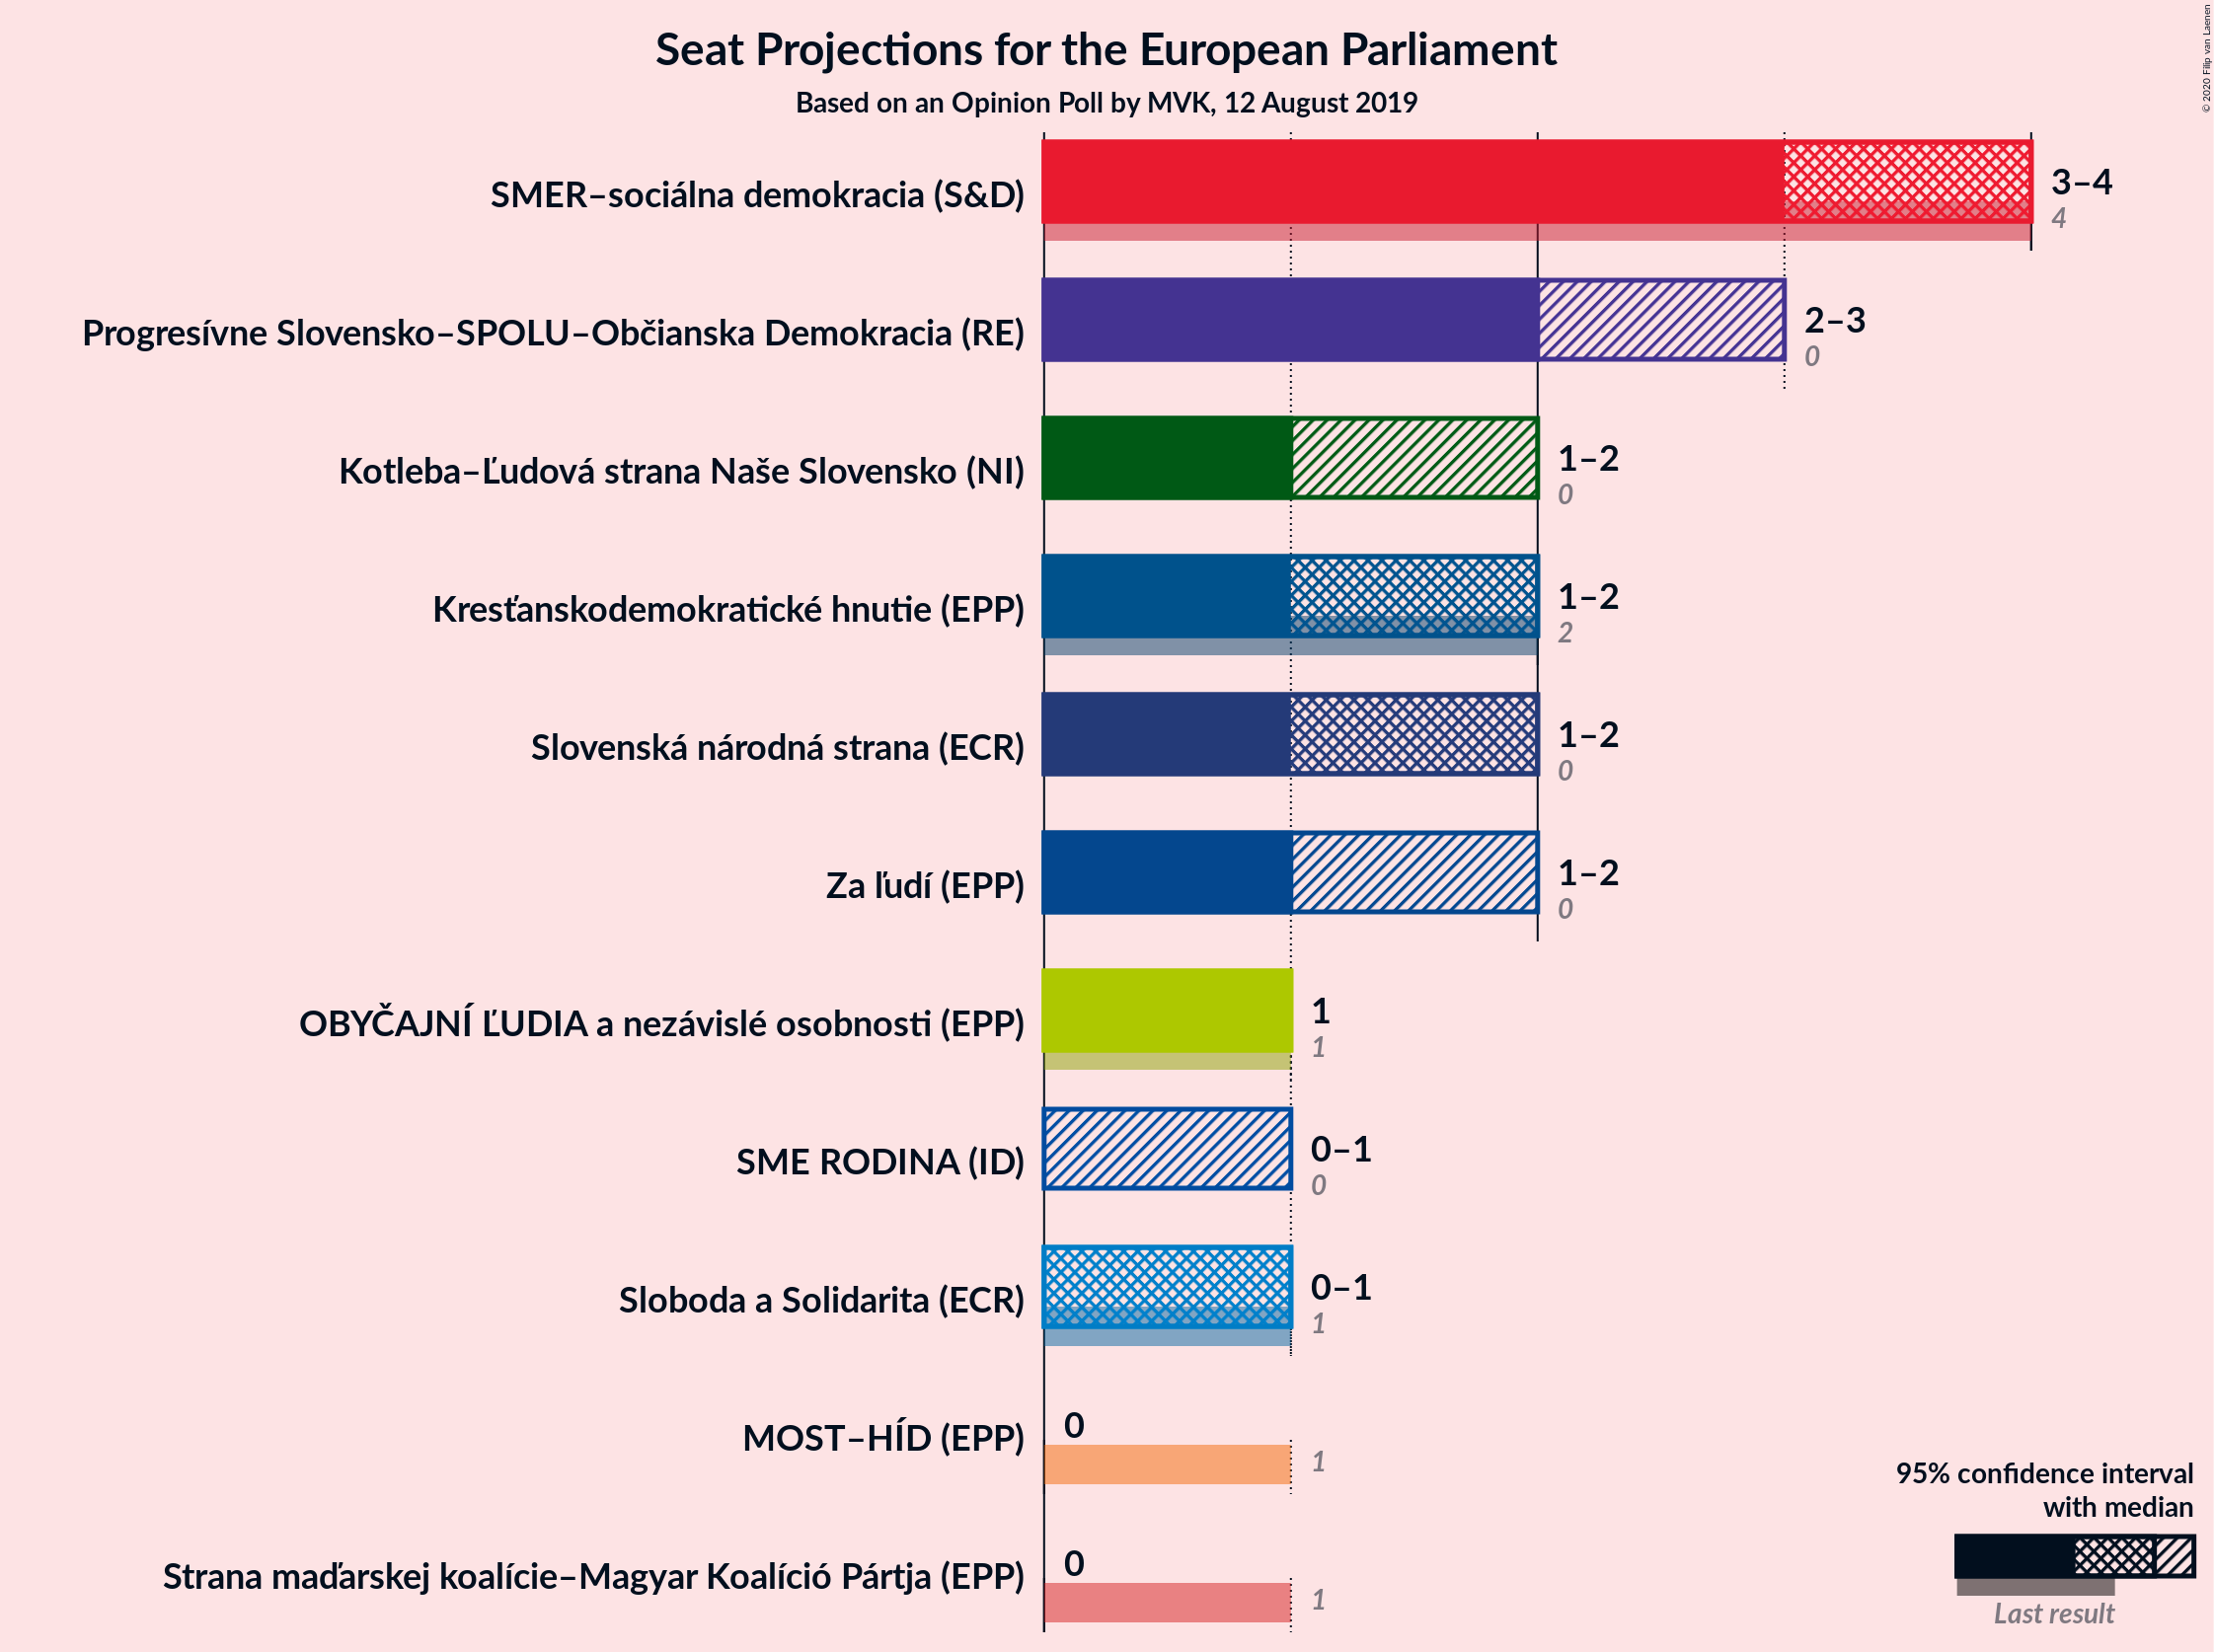 Seat Projections for the European Parliament
Based on an Opinion Poll by MVK, 12 August 2019
© 2020 Filip van Laenen
SMER–sociálna demokracia (S&D)
3–4
4
Progresívne Slovensko–SPOLU–Občianska Demokracia (RE)
2–3
0
Kotleba–Ľudová strana Naše Slovensko (NI)
1–2
0
Kresťanskodemokratické hnutie (EPP)
1–2
2
Slovenská národná strana (ECR)
1–2
0
Za ľudí (EPP)
1–2
0
OBYČAJNÍ ĽUDIA a nezávislé osobnosti (EPP)
1
1
SME RODINA (ID)
0–1
0
Sloboda a Solidarita (ECR)
0–1
1
MOST–HÍD (EPP)
0
1
Strana maďarskej koalície–Magyar Koalíció Pártja (EPP)
0
1
95% confidence interval
with median
Last result